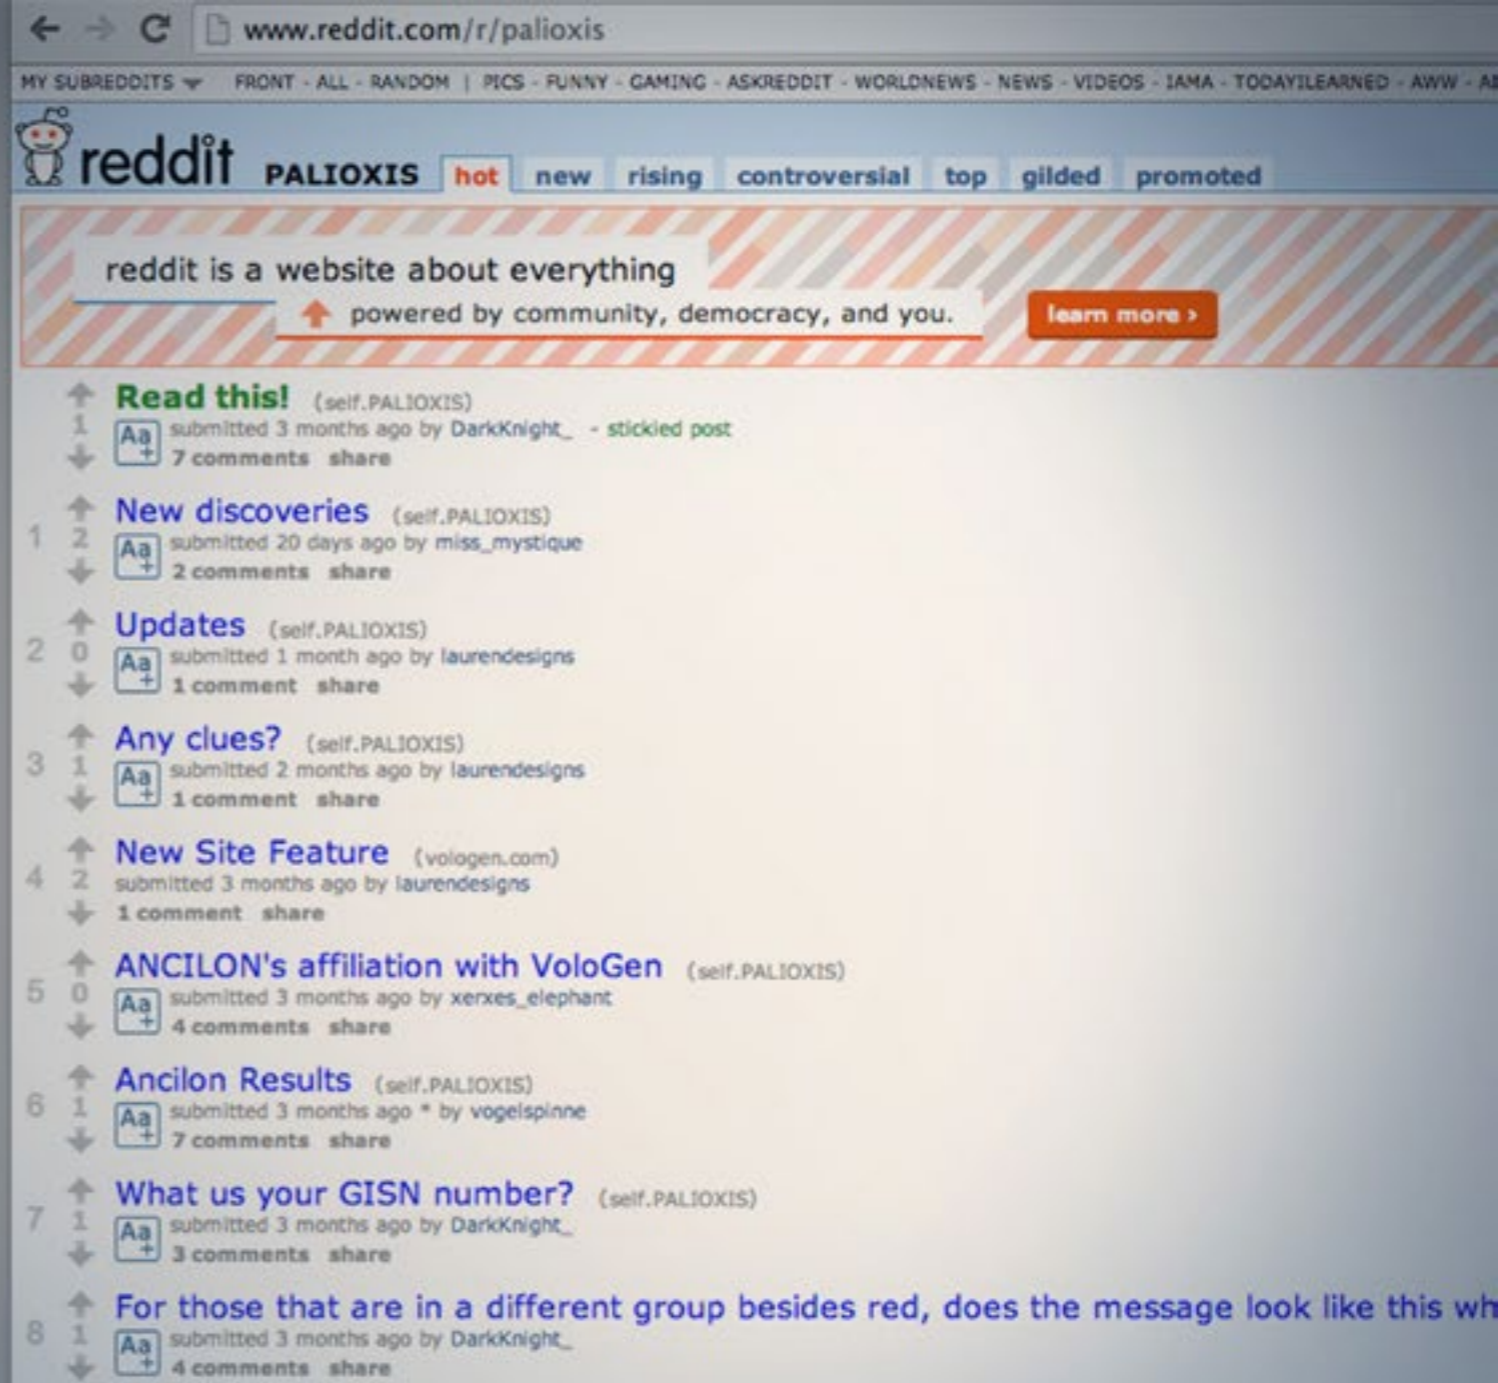 www.reddit.com/r/palioxis
MY SUBREDDITS FRONT - ALL - RANDOM | PICS - FUNNY - GAMING - ASKREDDIT - WORLDNEWS - NEWS - VIDEOS - IAMA - TODAYILEARNED - AWW -
reddit PALIOXIS hot new rising controversial top gilded promoted
reddit is a website about everything
powered by community, democracy, and you. learn more ›
Read this! (self.PALIOXIS)
1 Aa+ submitted 3 months ago by DarkKnight_ - stickied post
7 comments share
New discoveries (self.PALIOXIS)
1 2 Aa+ submitted 20 days ago by miss_mystique
2 comments share
Updates (self.PALIOXIS)
2 0 Aa+ submitted 1 month ago by laurendesigns
1 comment share
Any clues? (self.PALIOXIS)
3 1 Aa+ submitted 2 months ago by laurendesigns
1 comment share
New Site Feature (vologen.com)
4 2 submitted 3 months ago by laurendesigns
1 comment share
ANCILON's affiliation with VoloGen (self.PALIOXIS)
5 0 Aa+ submitted 3 months ago by xerxes_elephant
4 comments share
Ancilon Results (self.PALIOXIS)
6 1 Aa+ submitted 3 months ago * by vogelspinne
7 comments share
What us your GISN number? (self.PALIOXIS)
7 1 Aa+ submitted 3 months ago by DarkKnight_
3 comments share
For those that are in a different group besides red, does the message look like this wh
8 1 Aa+ submitted 3 months ago by DarkKnight_
4 comments share